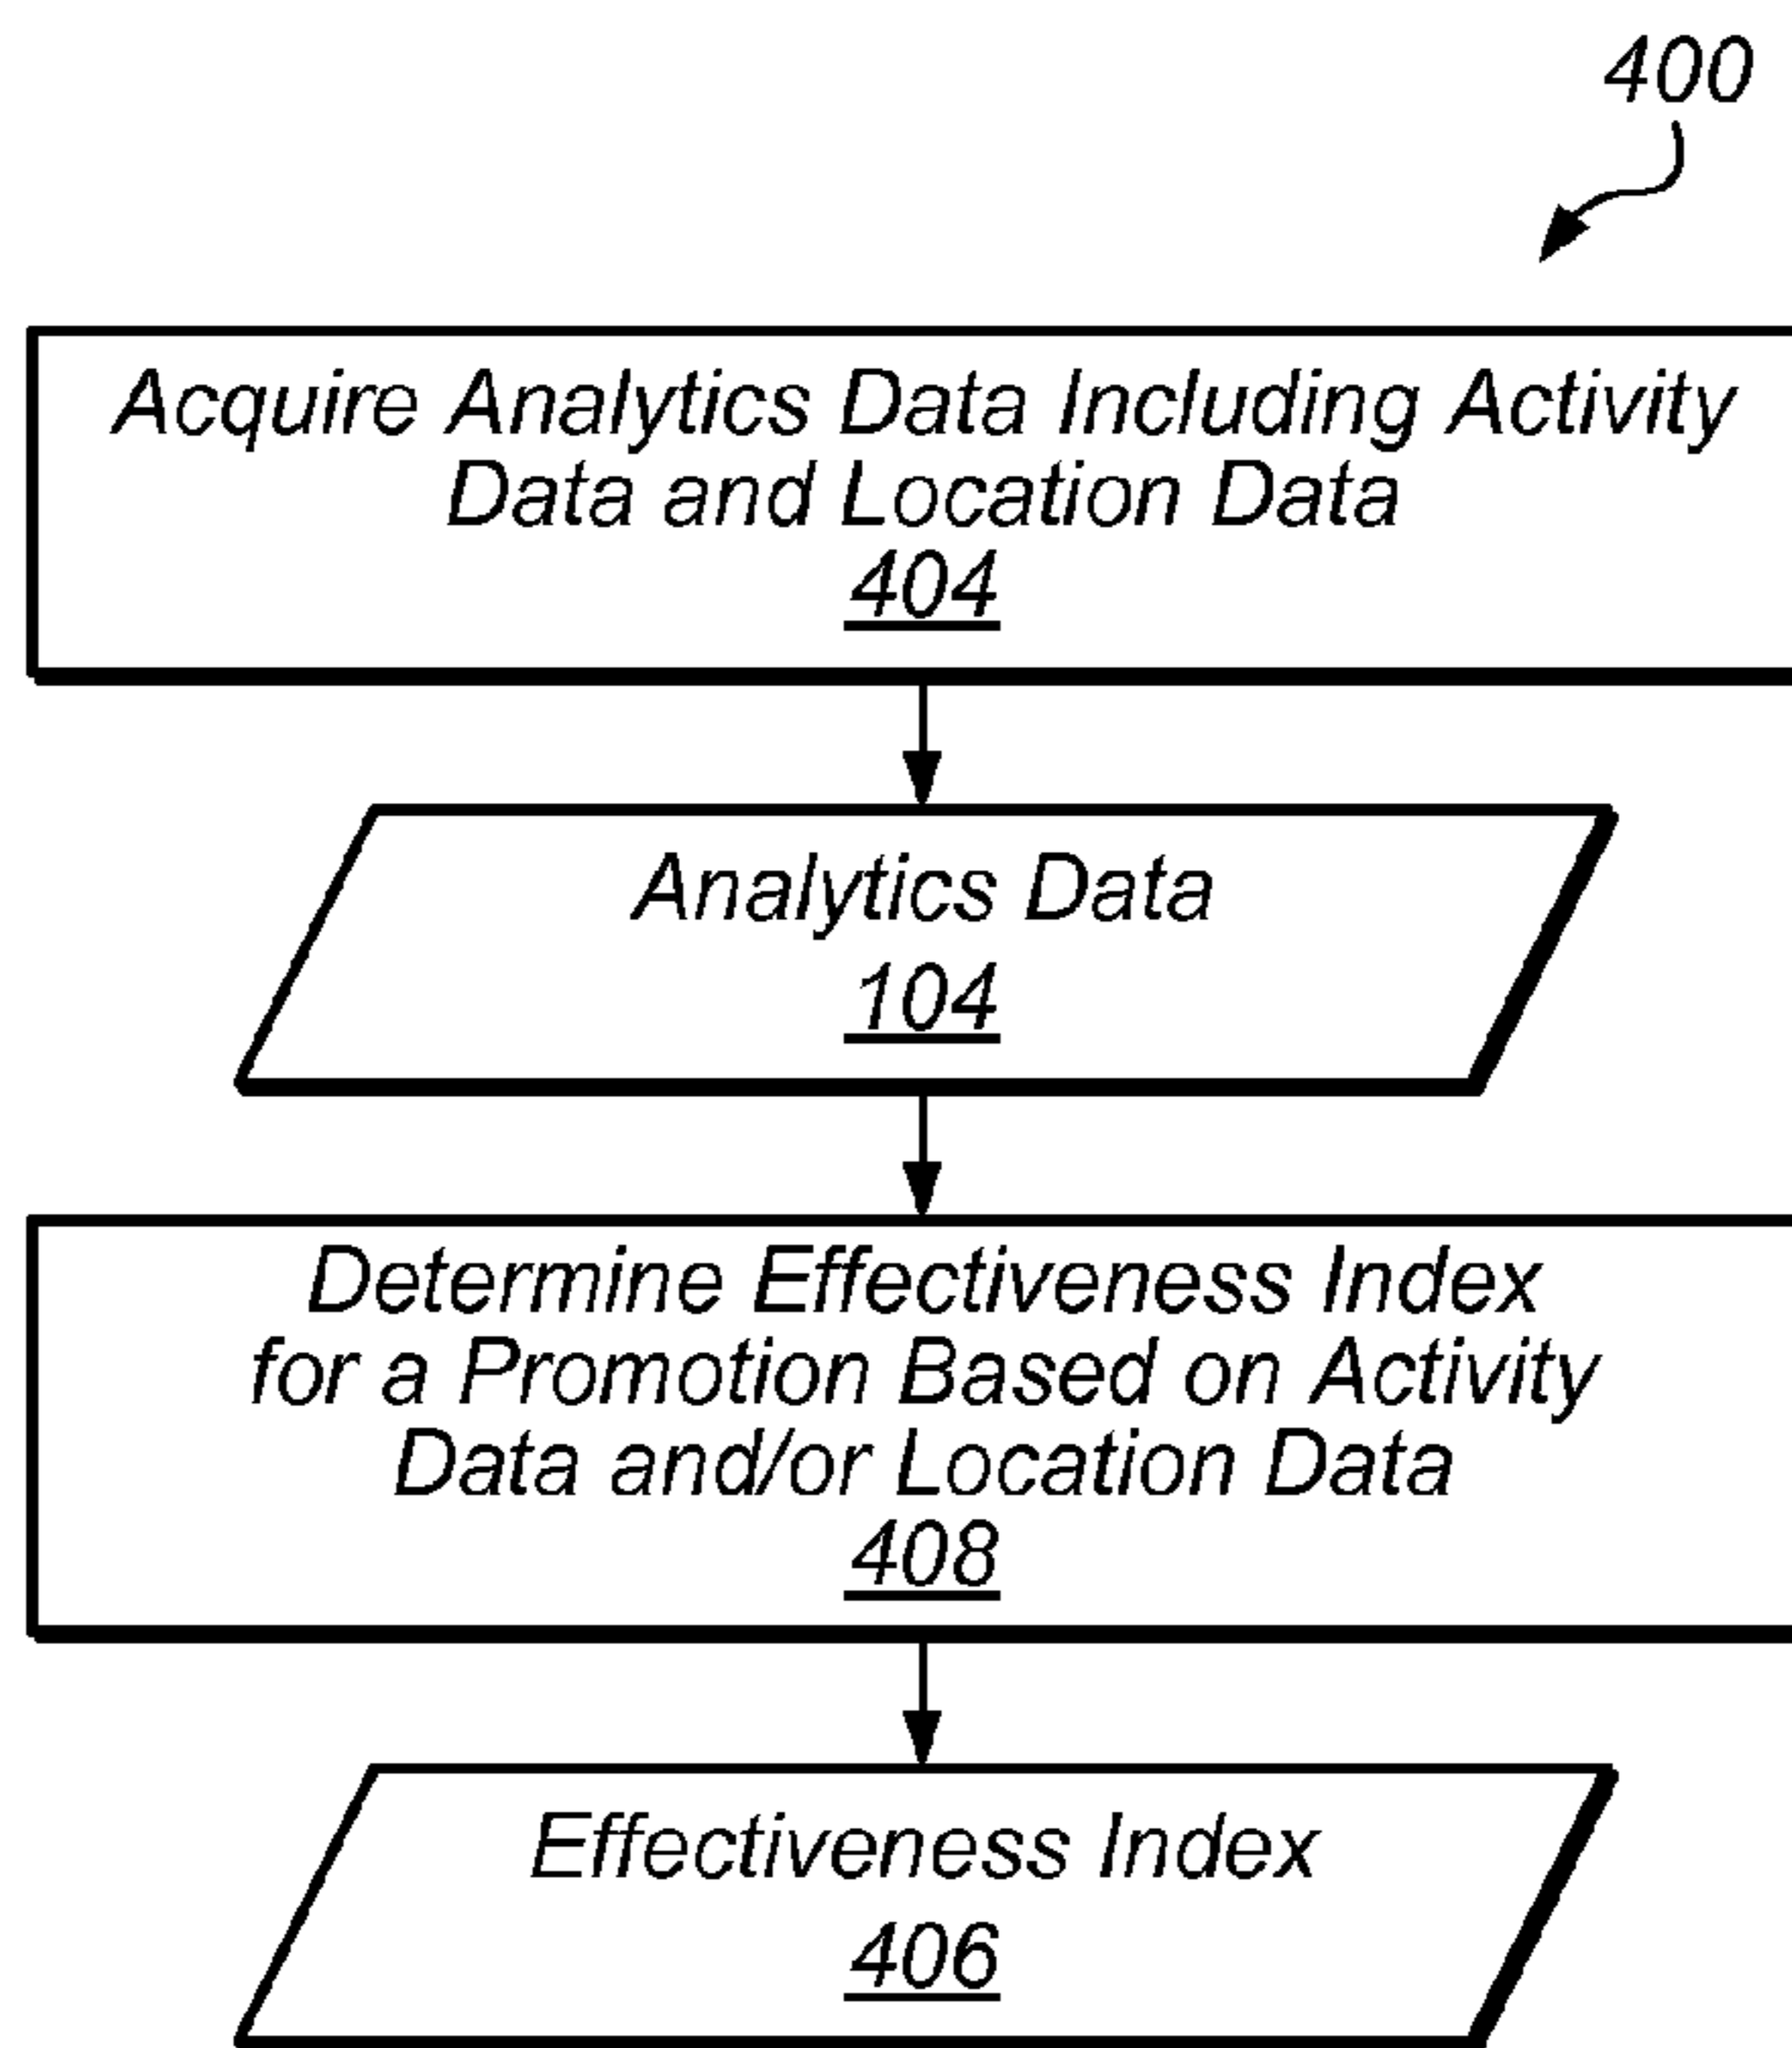 400
Acquire Analytics Data Including Activity
Data and Location Data
404
Analytics Data
104
Determine Effectiveness Index
for a Promotion Based on Activity
Data and/or Location Data
408
Effectiveness Index
406